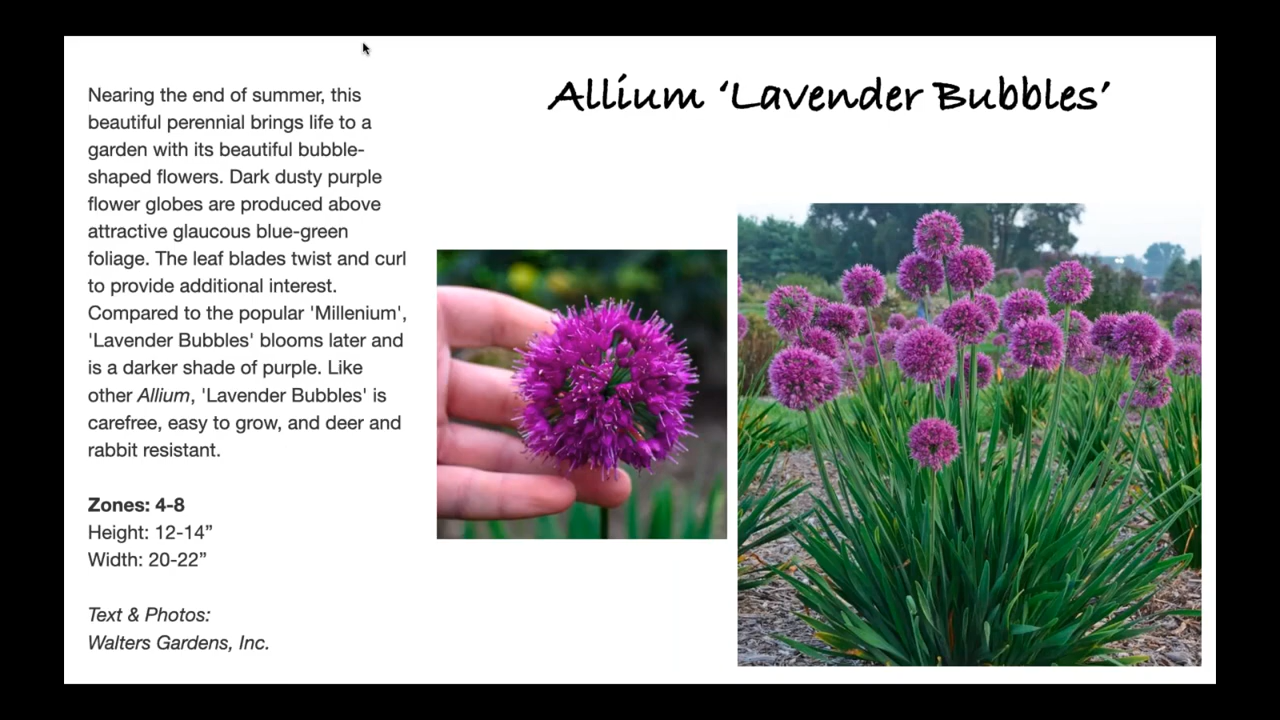 Allium ‘Lavender Bubbles’
Nearing the end of summer, this
beautiful perennial brings life to a
garden with its beautiful bubble-
shaped flowers. Dark dusty purple
flower globes are produced above
attractive glaucous blue-green
foliage. The leaf blades twist and curl
to provide additional interest.
Compared to the popular 'Millenium',
'Lavender Bubbles' blooms later and
is a darker shade of purple. Like
other Allium, 'Lavender Bubbles' is
carefree, easy to grow, and deer and
rabbit resistant.
Zones: 4-8
Height: 12-14”
Width: 20-22”
Text & Photos:
Walters Gardens, Inc.